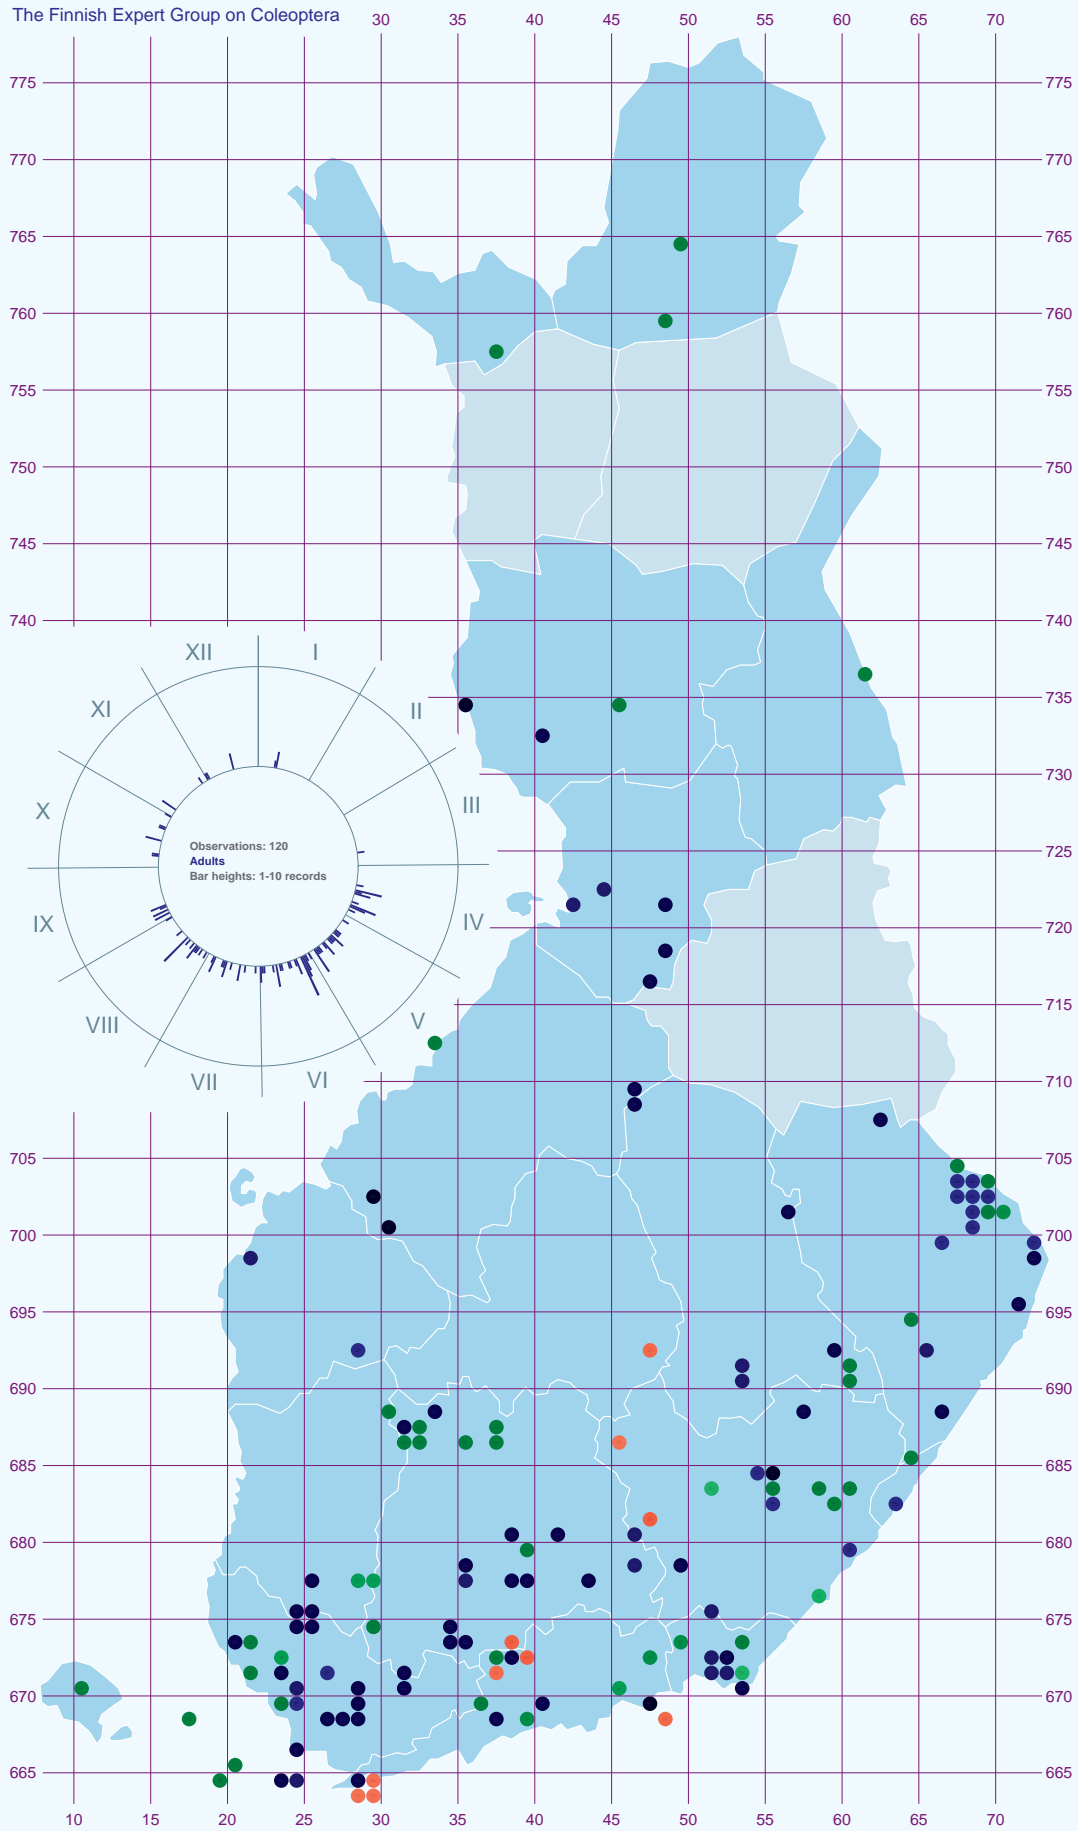 The Finnish Expert Group on Coleoptera
30 40 45 50 55 60 65 70
775 775
770 770
765 765
760 760
755 755
750 750
745 745
740 740
XII I
XI II
735
X III
730
Observations: 120
Adults
Bar heights: 1-10 records
725
IX IV
720
VIII V
715
VII VI
710
705 705
700 700
695 695
690 690
685 685
680 680
675 675
670 670
665 665
10 15 20 25 30 35 40 45 50 55 60 65 70